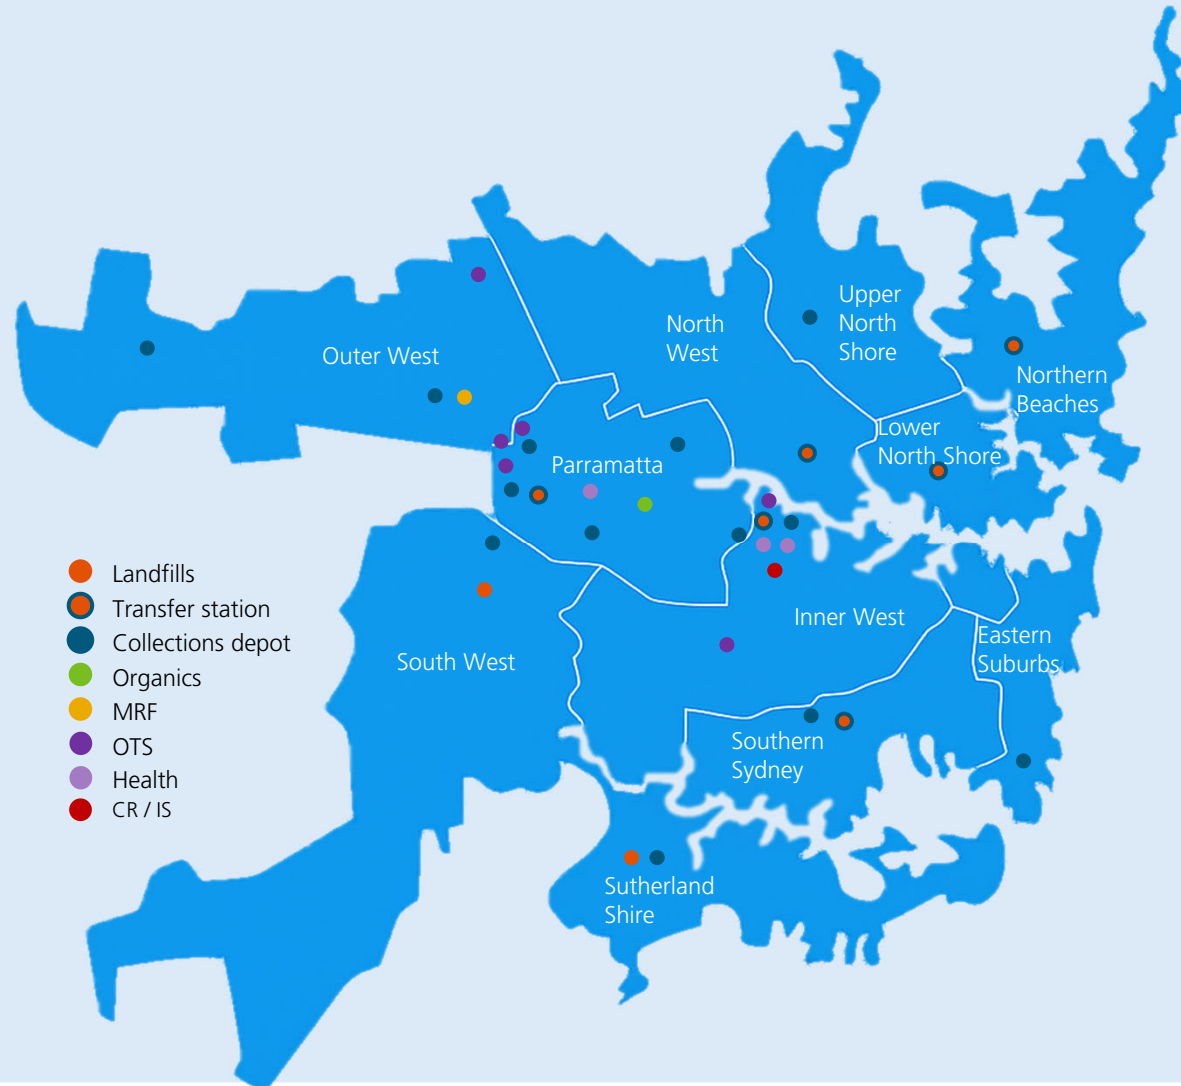 Upper
North
Shore
North
West
Outer West
Northern
Beaches
Lower
North Shore
Parramatta
Landfills
Transfer station
Collections depot
Organics
MRF
OTS
Health
CR / IS
Inner West
Eastern
Suburbs
South West
Southern
Sydney
Sutherland
Shire